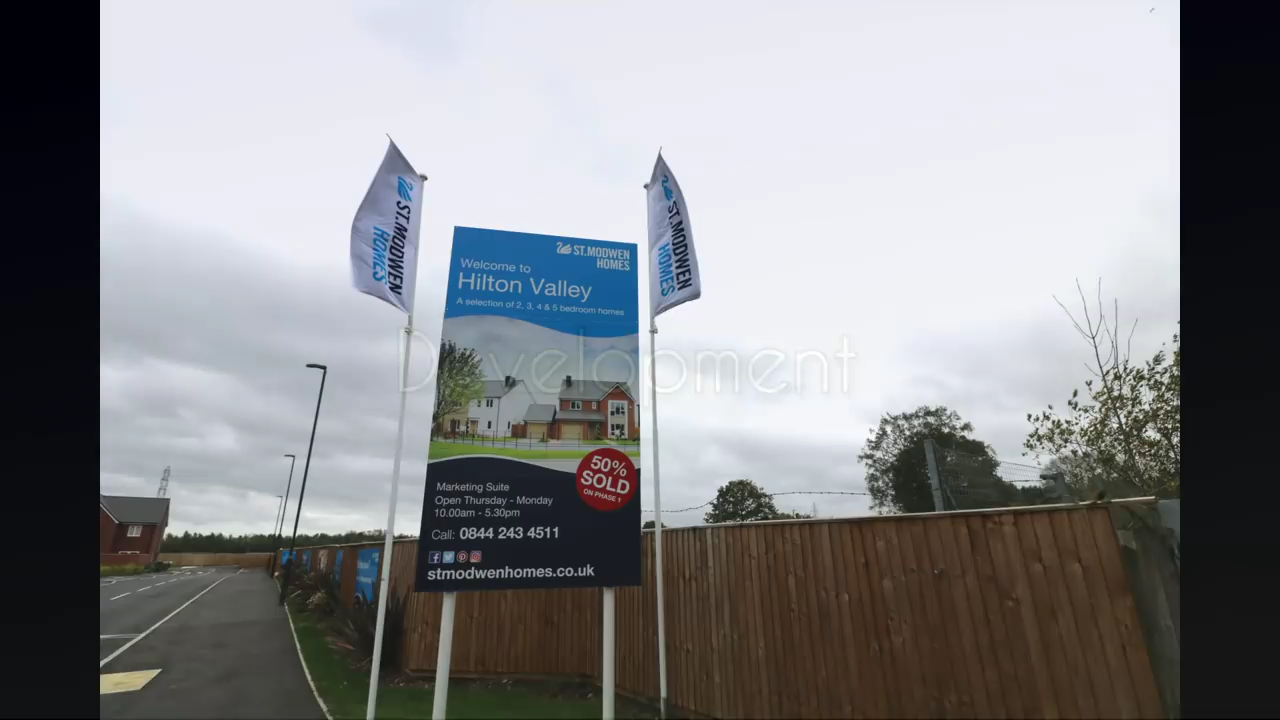 ST.MODWEN
HOMES
ST.MODWEN
HOMES
ST.MODWEN
HOMES
Welcome to
Hilton Valley
A selection of 2, 3, 4 & 5 bedroom homes
Development
50%
SOLD
ON PHASE 1
Marketing Suite
Open Thursday - Monday
10.00am - 5.30pm
Call: 0844 243 4511
stmodwenhomes.co.uk